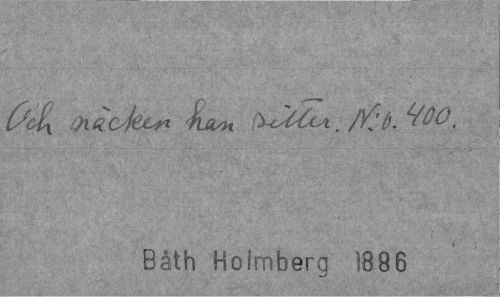 Och näcken han sitter. N:o. 400.
Båth Holmberg 1886